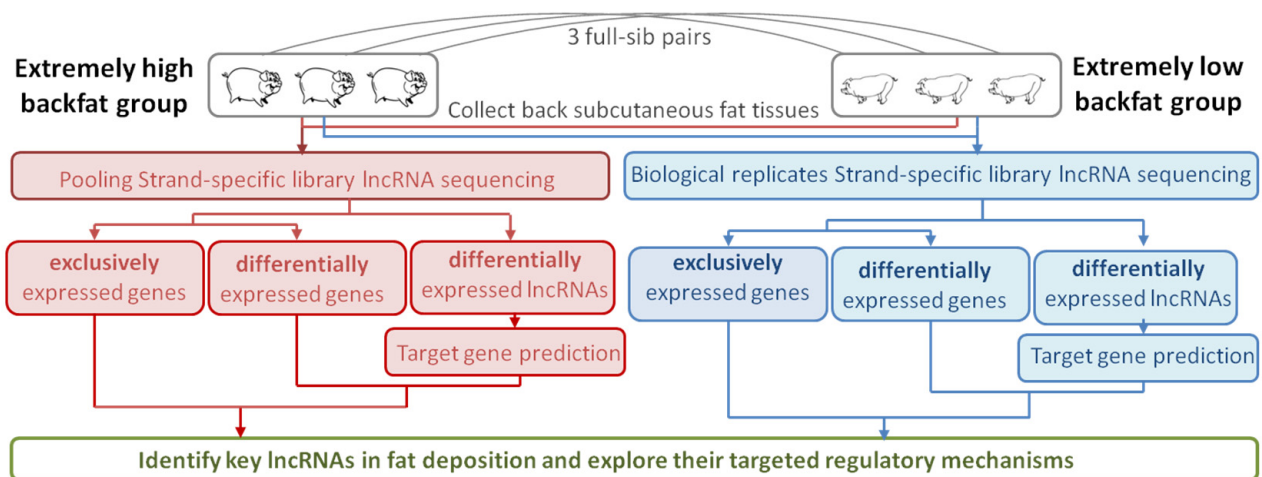 3 full-sib pairs
Extremely high
backfat group
Extremely low
backfat group
Collect back subcutaneous fat tissues
Pooling Strand-specific library lncRNA sequencing
Biological replicates Strand-specific library lncRNA sequencing
exclusively
expressed genes
differentially
expressed genes
differentially
expressed lncRNAs
Target gene prediction
exclusively
expressed genes
differentially
expressed genes
differentially
expressed lncRNAs
Target gene prediction
Identify key lncRNAs in fat deposition and explore their targeted regulatory mechanisms